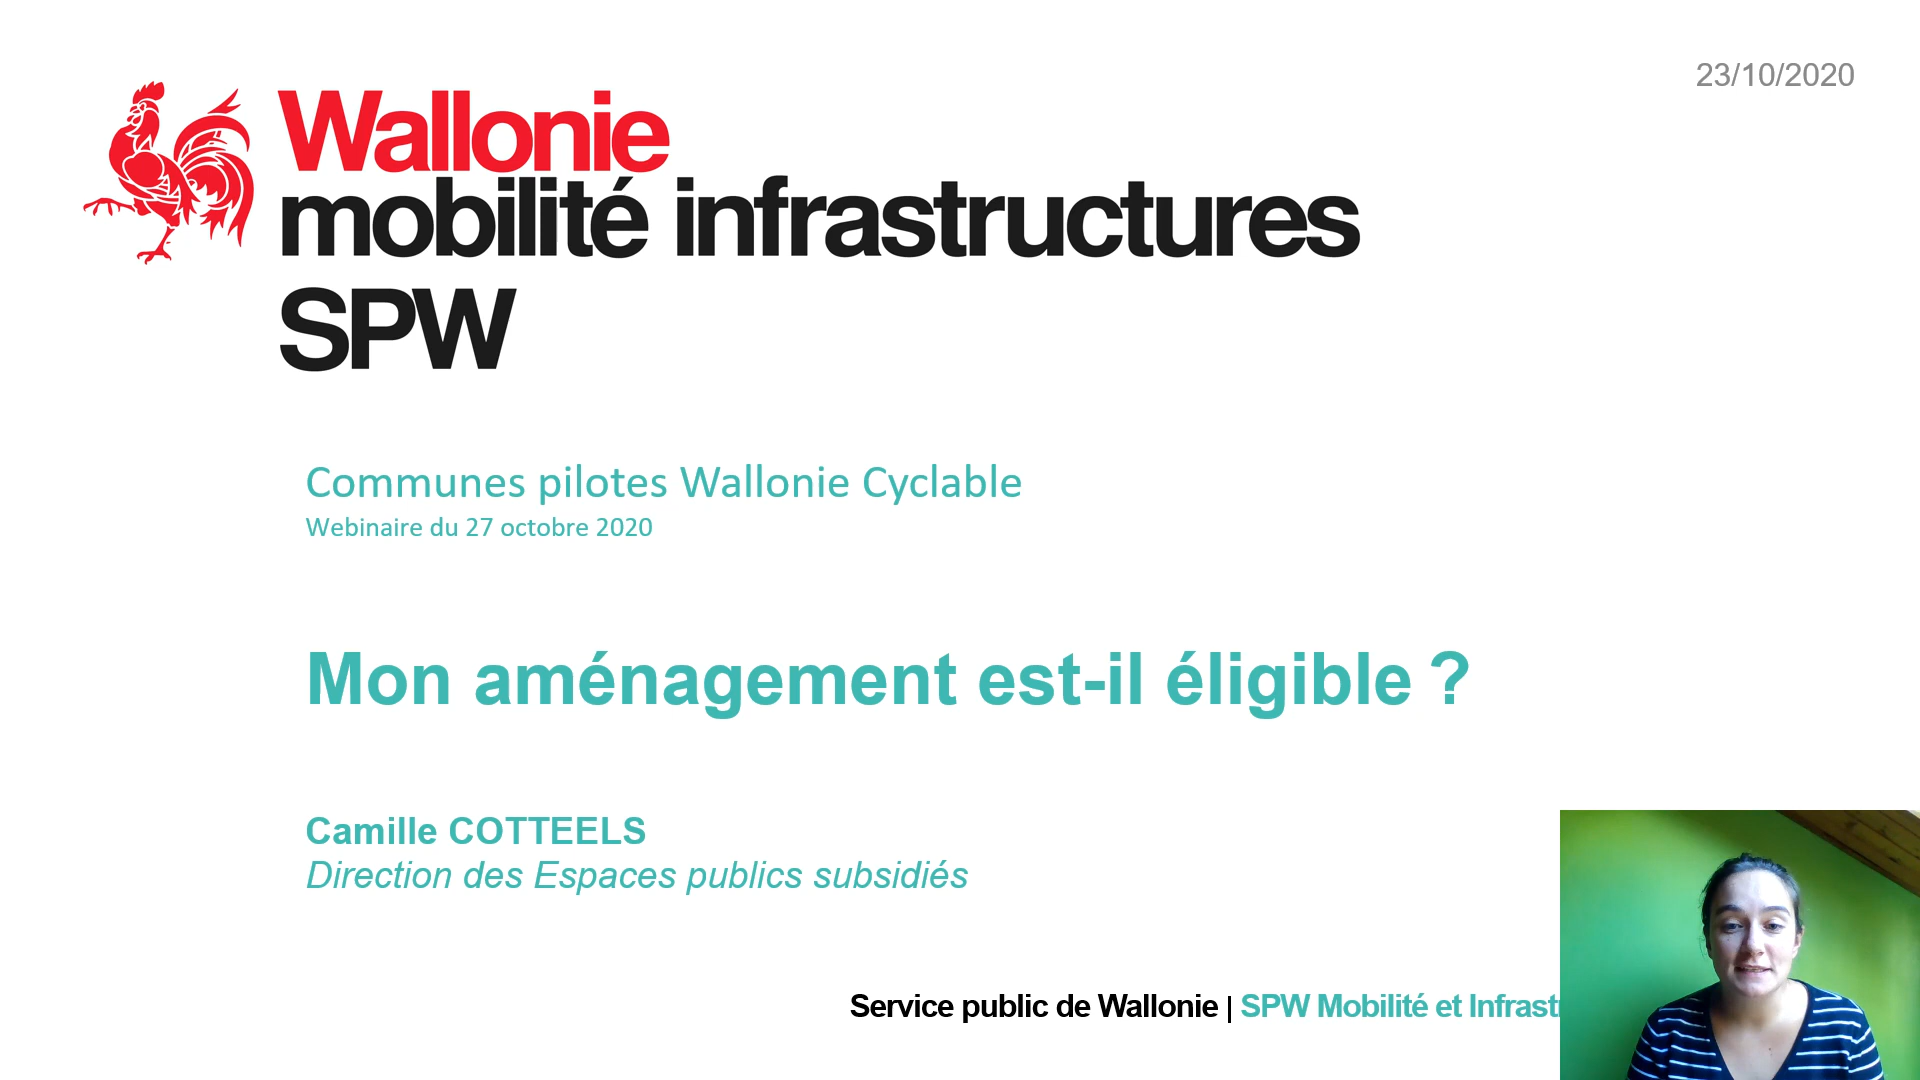 23/10/2020
Wallonie
mobilité infrastructures
SPW
Communes pilotes Wallonie Cyclable
Webinaire du 27 octobre 2020
Mon aménagement est-il éligible ?
Camille COTTEELS
Direction des Espaces publics subsidiés
Service public de Wallonie | SPW Mobilité et